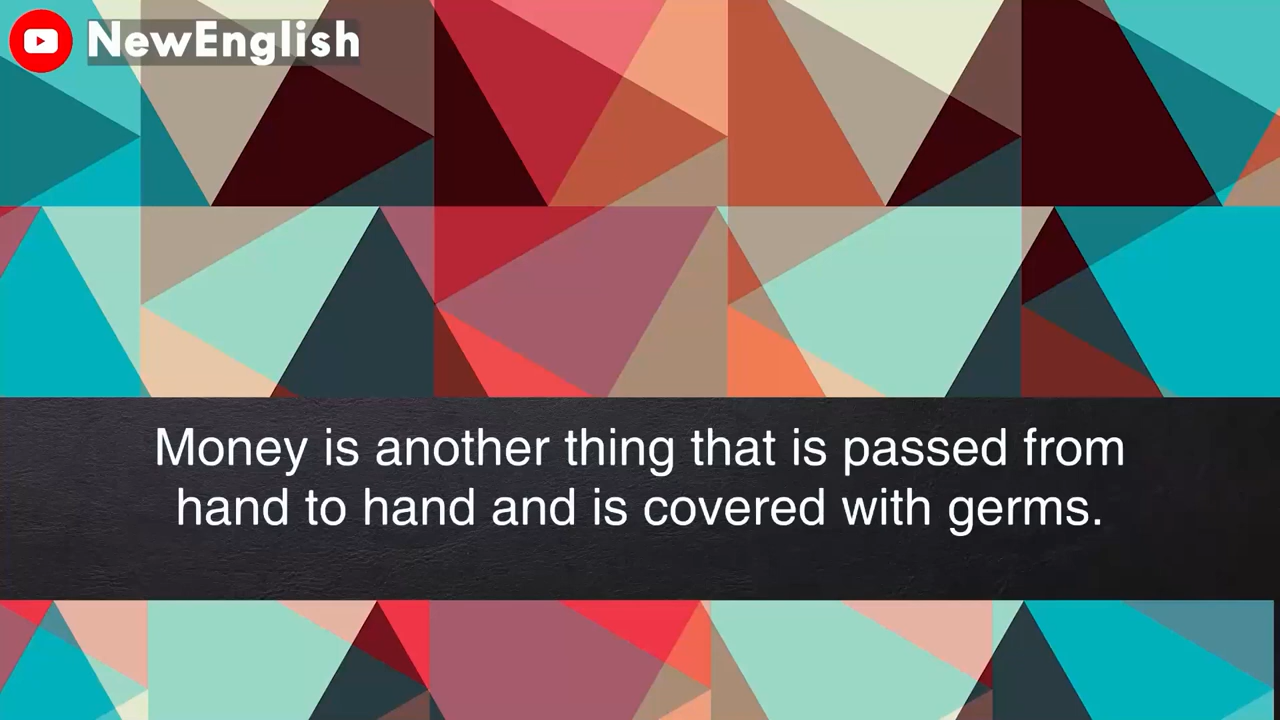 NewEnglish
Money is another thing that is passed from
hand to hand and is covered with germs.